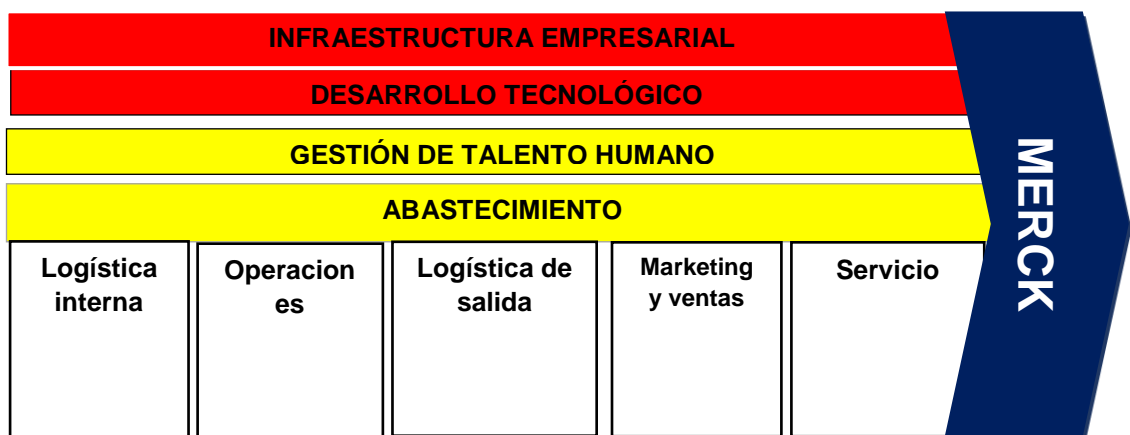 INFRAESTRUCTURA EMPRESARIAL
DESARROLLO TECNOLÓGICO
GESTIÓN DE TALENTO HUMANO
ABASTECIMIENTO
Logística
interna
Operacion
es
Logística de
salida
Marketing
y ventas
Servicio
MERCK